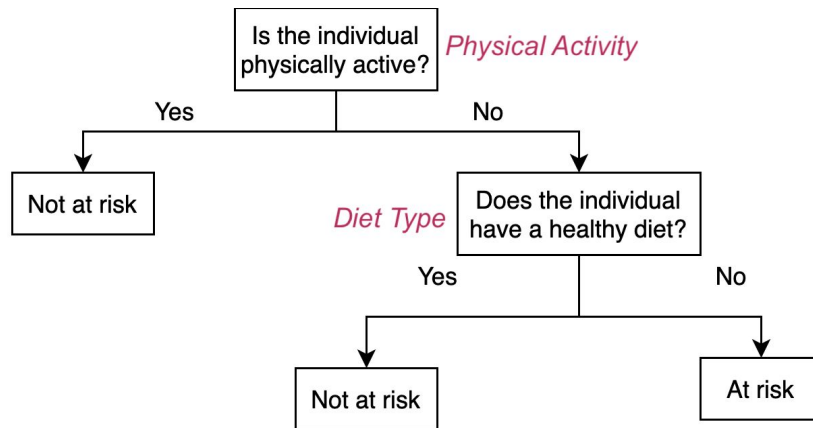 Is the individual
physically active?
Physical Activity
Yes
No
Not at risk
Does the individual
have a healthy diet?
Diet Type
Yes
No
Not at risk
At risk